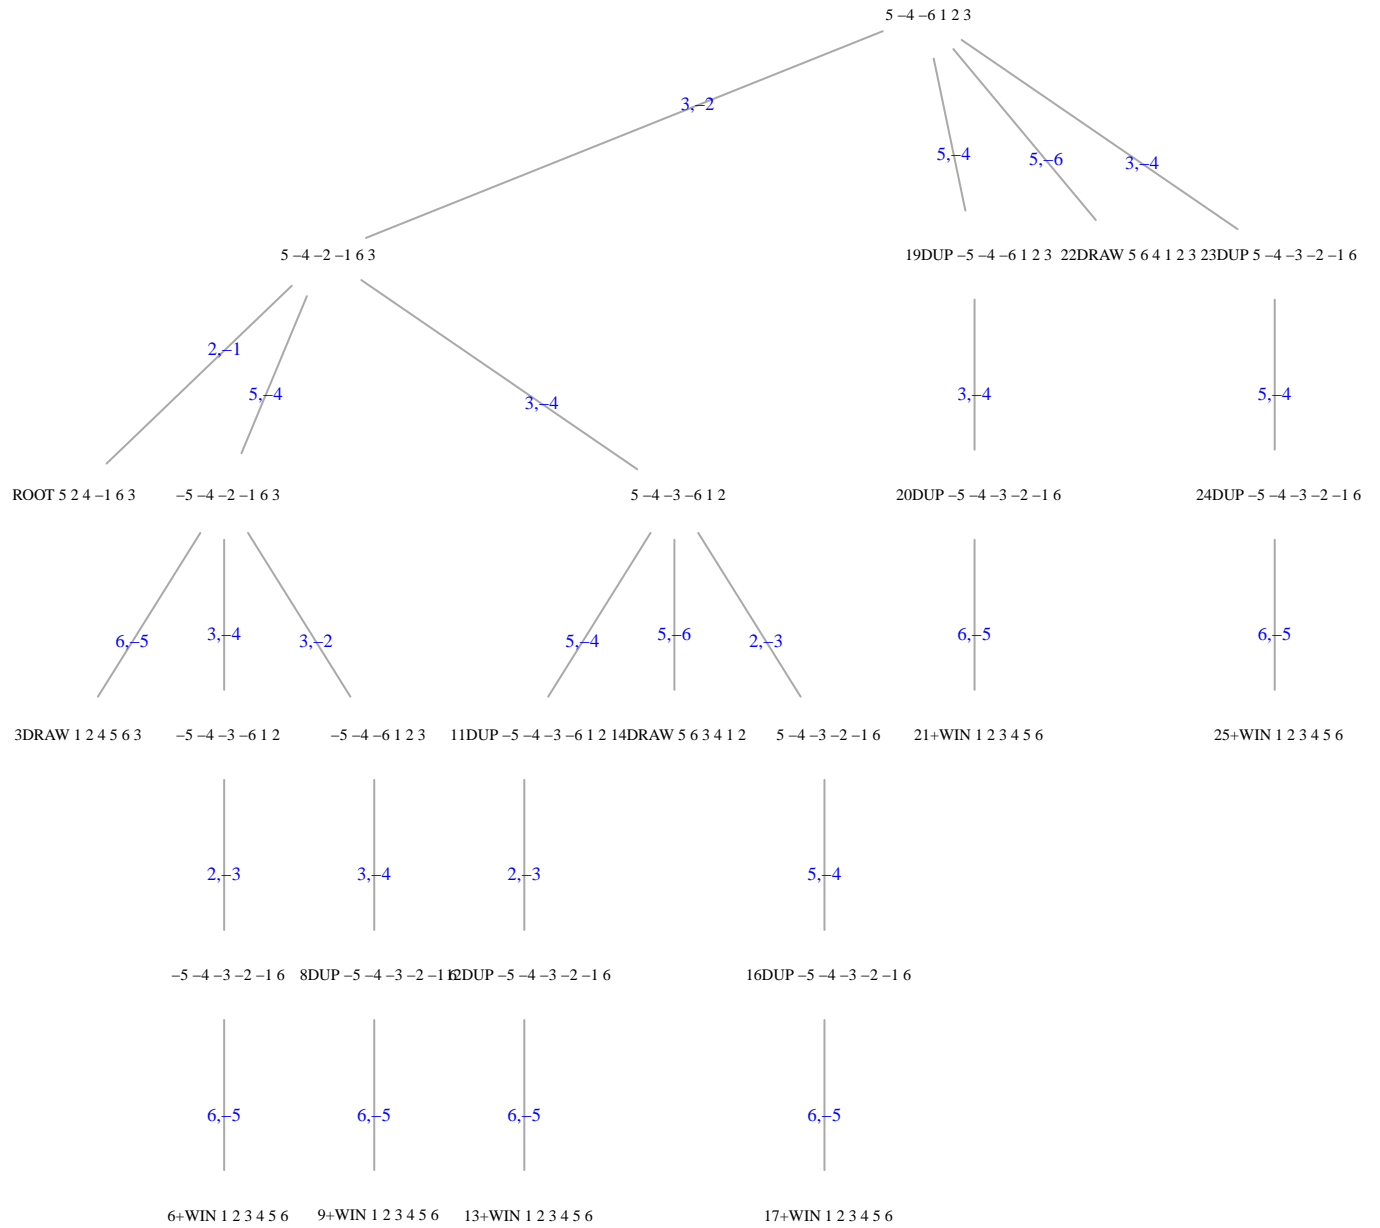 5 –4 –6 1 2 3
3,–2
5,–4
5,–6
3,–4
5 –4 –2 –1 6 3
19DUP –5 –4 –6 1 2 3
22DRAW 5 6 4 1 2 3
23DUP 5 –4 –3 –2 –1 6
2,–1
5,–4
3,–4
3,–4
5,–4
ROOT 5 2 4 –1 6 3
–5 –4 –2 –1 6 3
5 –4 –3 –6 1 2
20DUP –5 –4 –3 –2 –1 6
24DUP –5 –4 –3 –2 –1 6
6,–5
3,–4
3,–2
5,–4
5,–6
2,–3
6,–5
6,–5
3DRAW 1 2 4 5 6 3
–5 –4 –3 –6 1 2
–5 –4 –6 1 2 3
11DUP –5 –4 –3 –6 1 2
14DRAW 5 6 3 4 1 2
5 –4 –3 –2 –1 6
21+WIN 1 2 3 4 5 6
25+WIN 1 2 3 4 5 6
2,–3
3,–4
2,–3
5,–4
–5 –4 –3 –2 –1 6
8DUP –5 –4 –3 –2 –1 6
12DUP –5 –4 –3 –2 –1 6
16DUP –5 –4 –3 –2 –1 6
6,–5
6,–5
6,–5
6,–5
6+WIN 1 2 3 4 5 6
9+WIN 1 2 3 4 5 6
13+WIN 1 2 3 4 5 6
17+WIN 1 2 3 4 5 6